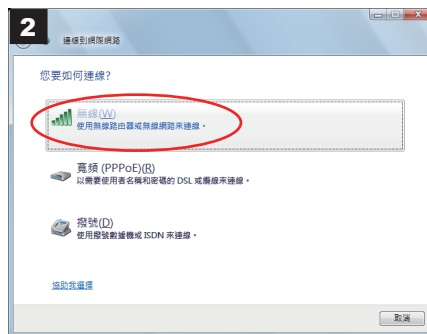 2
連線到網際網路
您要如何連線?
無線(W)
使用無線路由器或無線網路來連線。
寬頻 (PPoE)(R)
以需要使用者名稱和密碼的 DSL 或纜線來連線。
撥號(D)
使用撥號數據機或 ISDN 來連線。
協助我選擇
取消